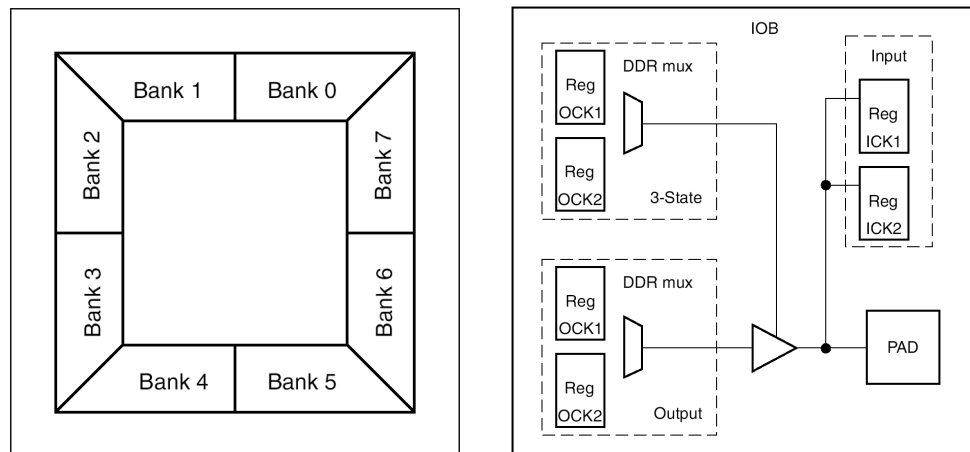 Bank 1
Bank 0
Bank 2
Bank 7
Bank 3
Bank 6
Bank 4
Bank 5
IOB
DDR mux
Reg
OCK1
Reg
OCK2
3-State
Input
Reg
ICK1
Reg
ICK2
DDR mux
Reg
OCK1
Reg
OCK2
Output
PAD